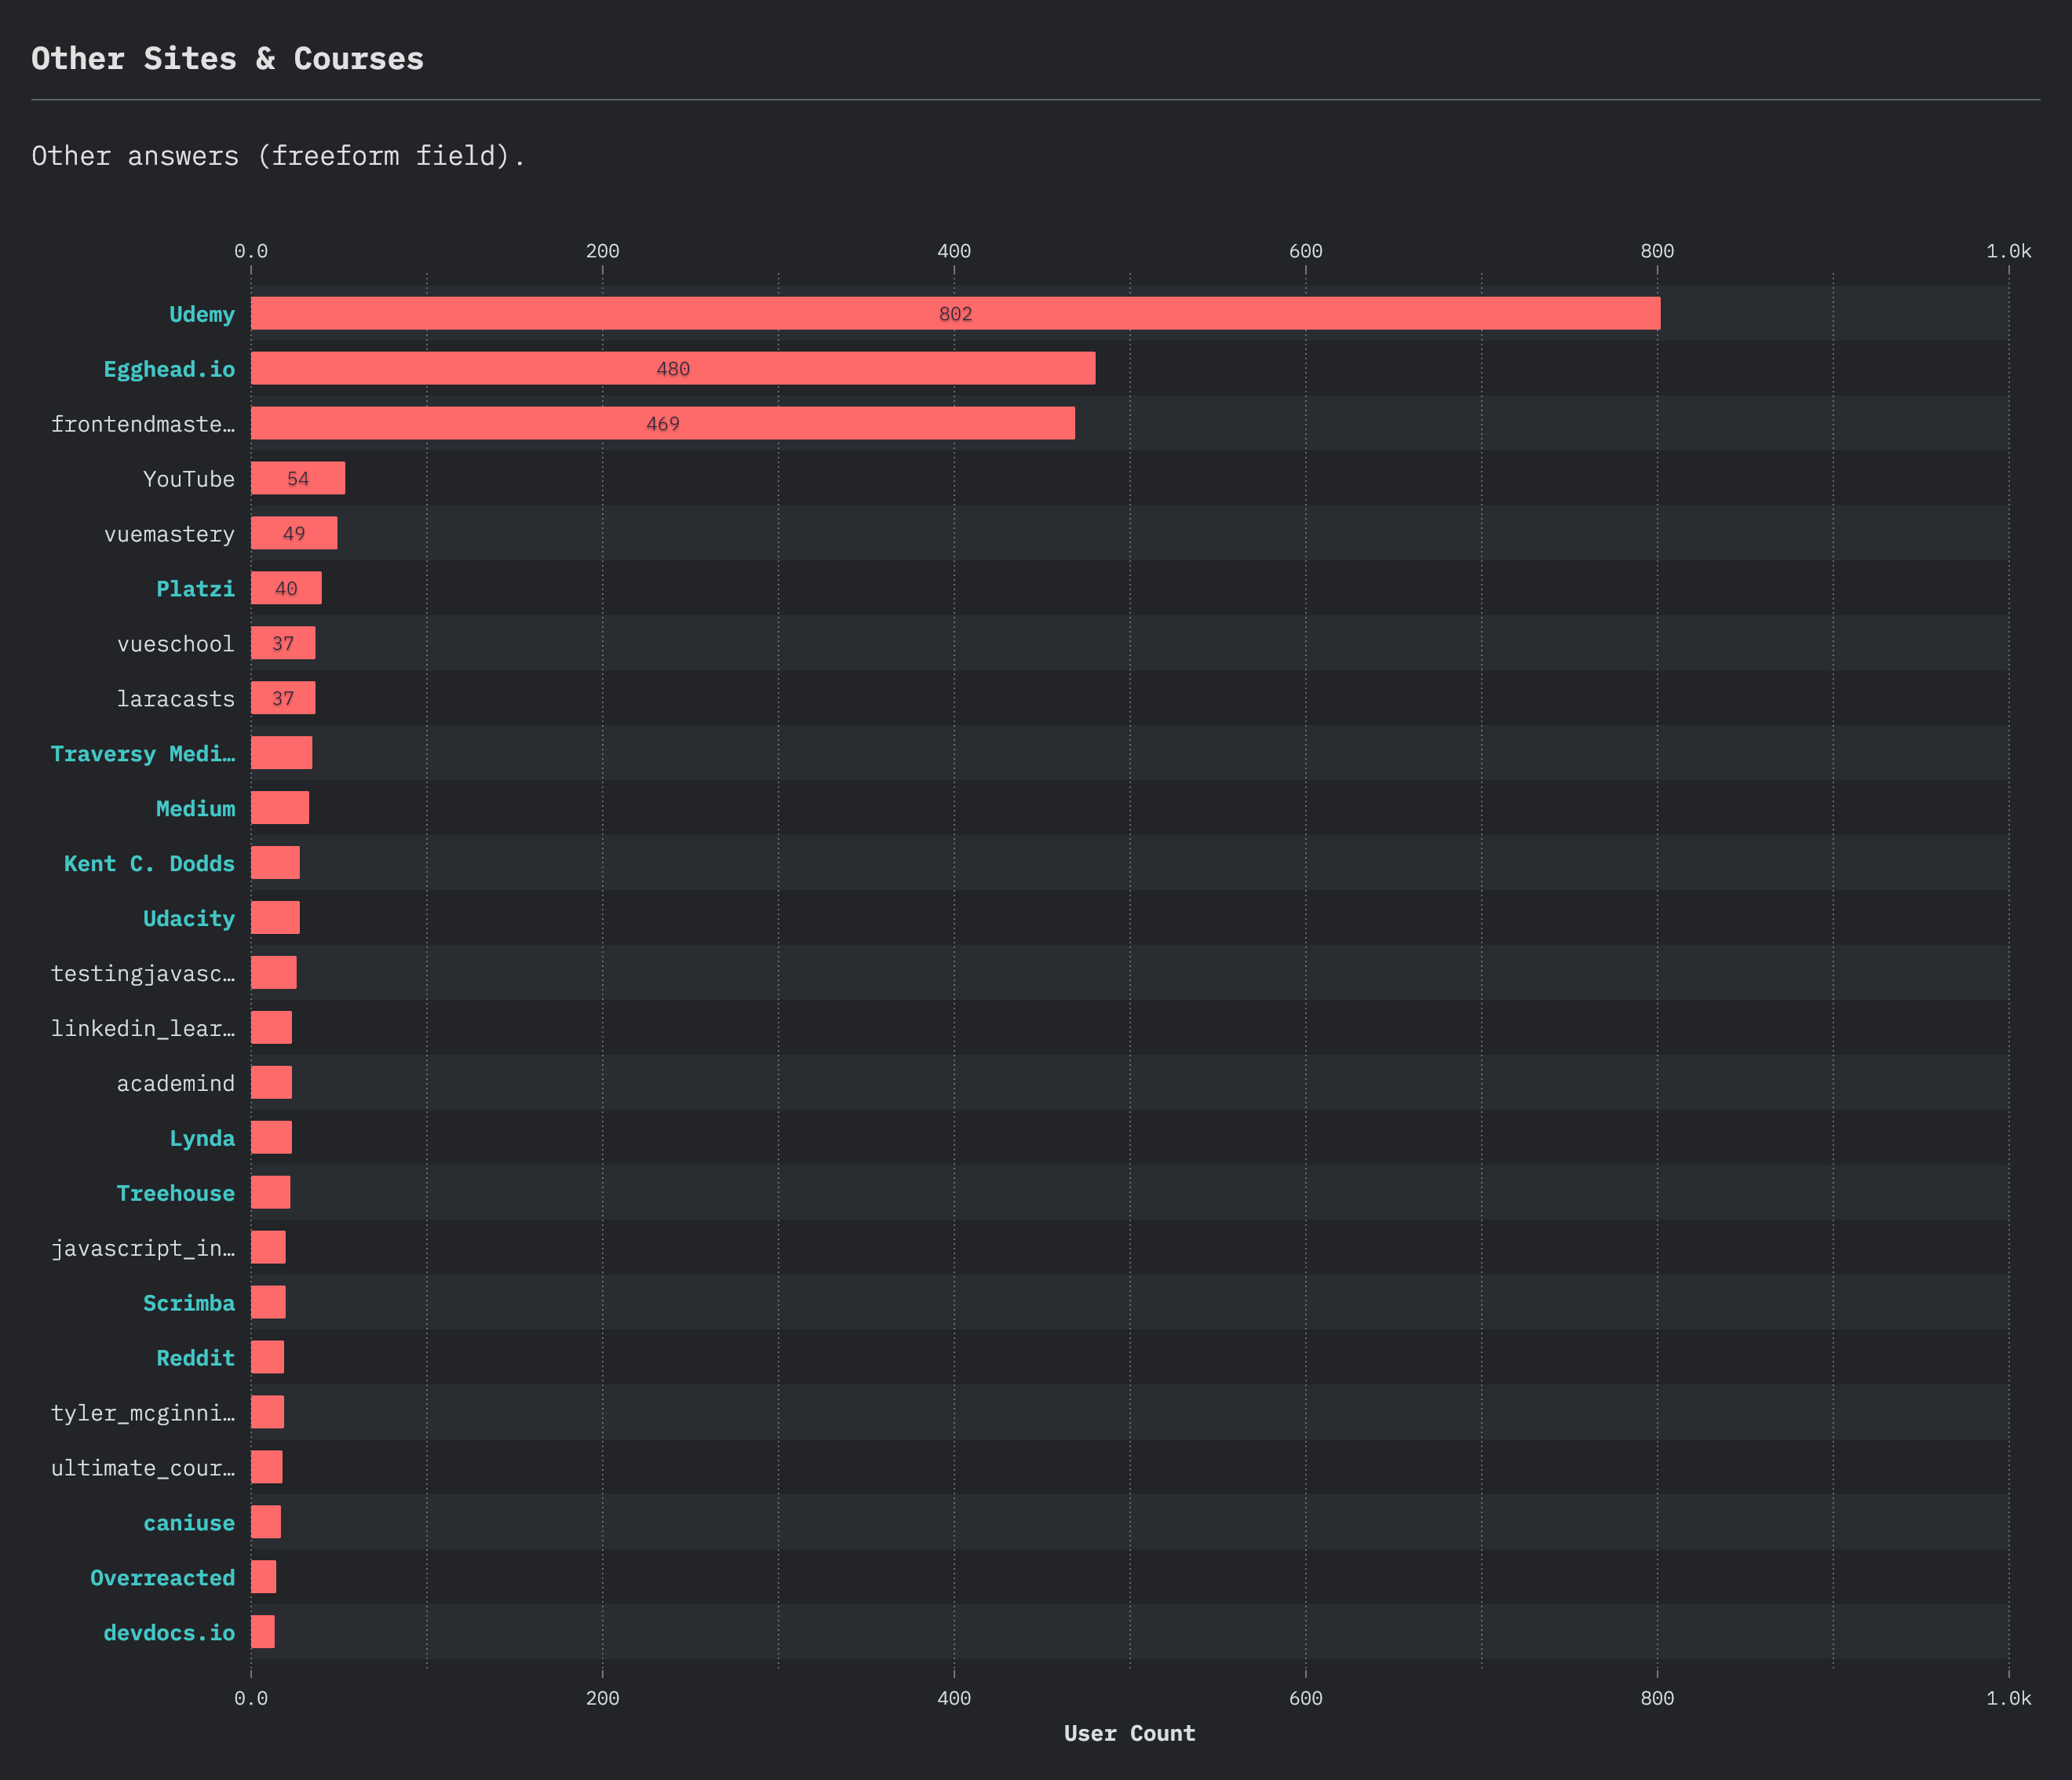 Other Sites & Courses
Other answers (freeform field).
0.0 200 400 600 800 1.0k
Udemy 802
Egghead.io 480
frontendmaste… 469
YouTube 54
vuemastery 49
Platzi 40
vueschool 37
laracasts 37
Traversy Medi…
Medium
Kent C. Dodds
Udacity
testingjavasc…
linkedin_lear…
academind
Lynda
Treehouse
javascript_in…
Scrimba
Reddit
tyler_mcginni…
ultimate_cour…
caniuse
Overreacted
devdocs.io
0.0 200 400 600 800 1.0k
User Count